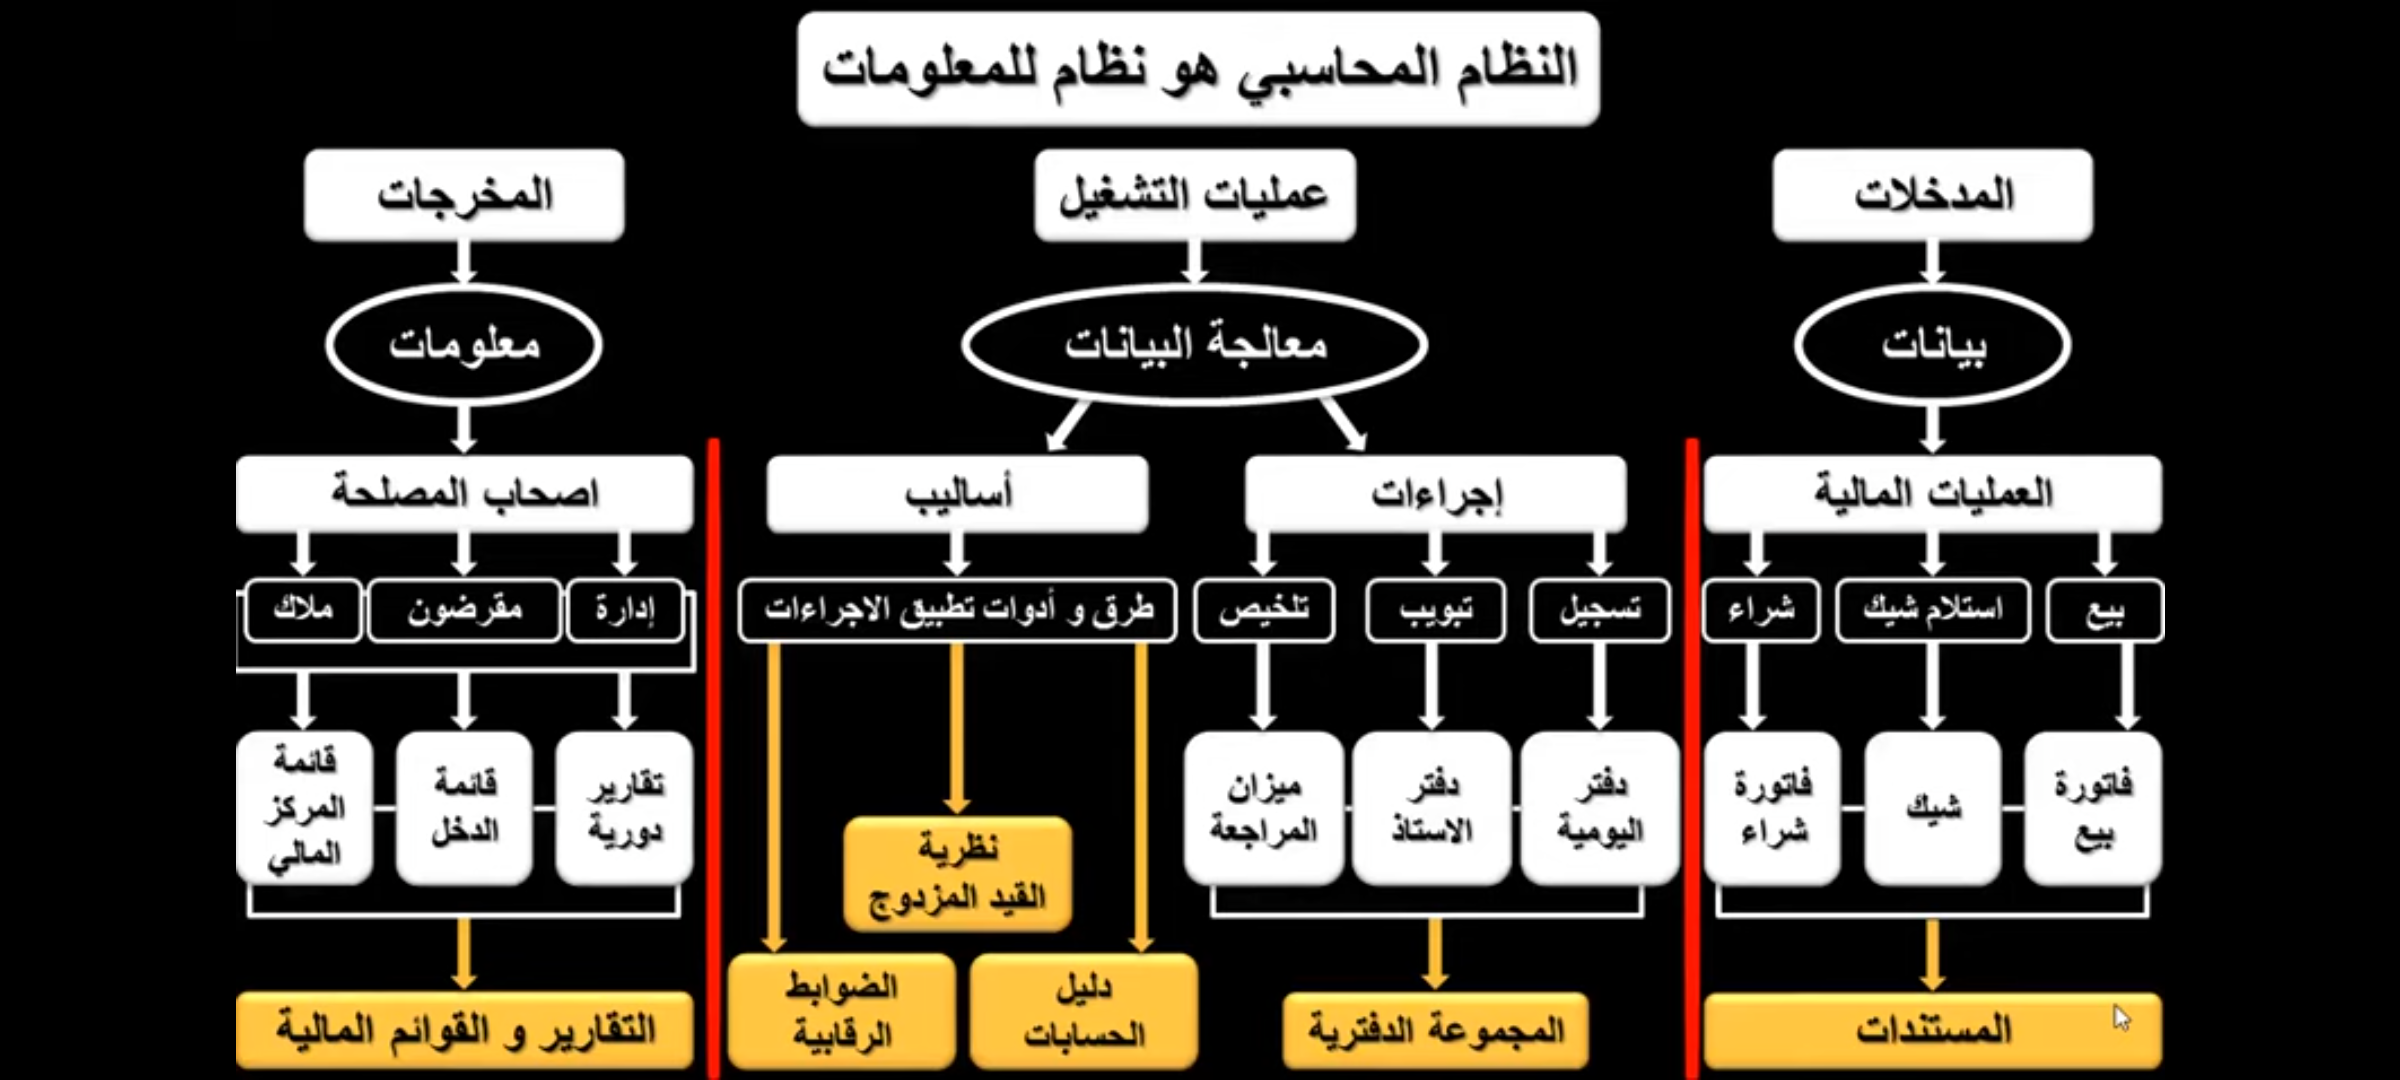 النظام المحاسبي هو نظام للمعلومات
المدخلات
عمليات التشغيل
المخرجات
بيانات
معالجة البيانات
معلومات
العمليات المالية
إجراءات
أساليب
اصحاب المصلحة
بيع
استلام شيك
شراء
تسجيل
تبويب
تلخيص
طرق و أدوات تطبيق الاجراءات
إدارة
مقرضون
ملاك
فاتورة
بيع
شيك
فاتورة
شراء
دفتر
اليومية
دفتر
الاستاذ
ميزان
المراجعة
نظرية
القيد المزدوج
تقارير
دورية
قائمة
الدخل
قائمة
المركز
المالي
المستندات
المجموعة الدفترية
دليل
الحسابات
الضوابط
الرقابية
التقارير و القوائم المالية